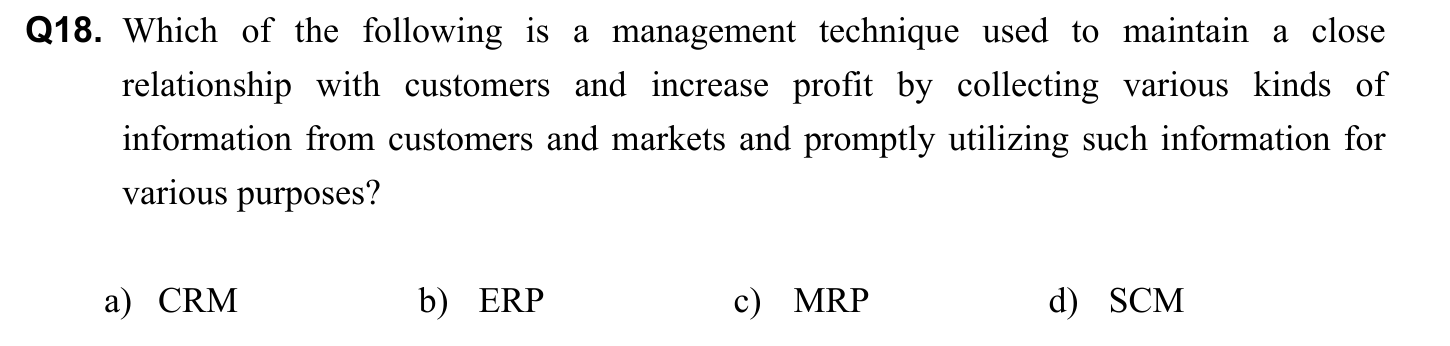 Q18. Which of the following is a management technique used to maintain a close
relationship with customers and increase profit by collecting various kinds of
information from customers and markets and promptly utilizing such information for
various purposes?
a) CRM b) ERP c) MRP d) SCM